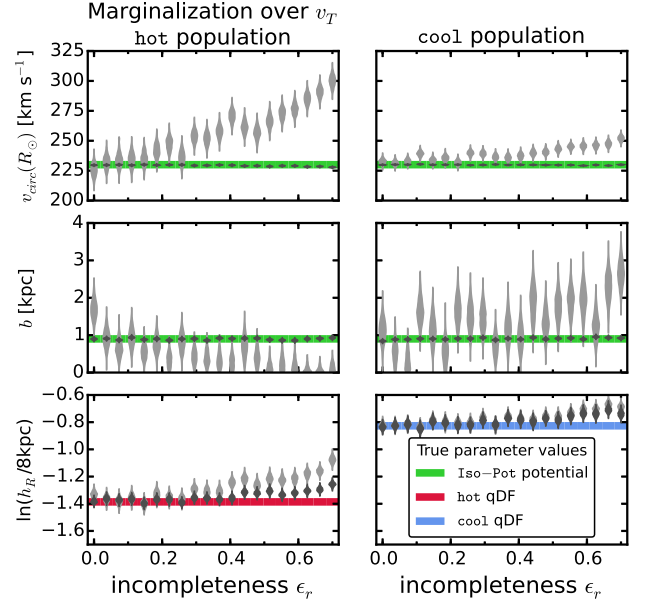 Marginalization over v_T
hot population
cool population
v_circ(R_⊙) [km s⁻¹]
325
300
275
250
225
200
b [kpc]
4
3
2
1
0
ln(h_R/8kpc)
−0.6
−0.8
−1.0
−1.2
−1.4
−1.6
True parameter values
Iso−Pot potential
hot qDF
cool qDF
0.0 0.2 0.4 0.6
0.0 0.2 0.4 0.6
incompleteness ϵ_r
incompleteness ϵ_r